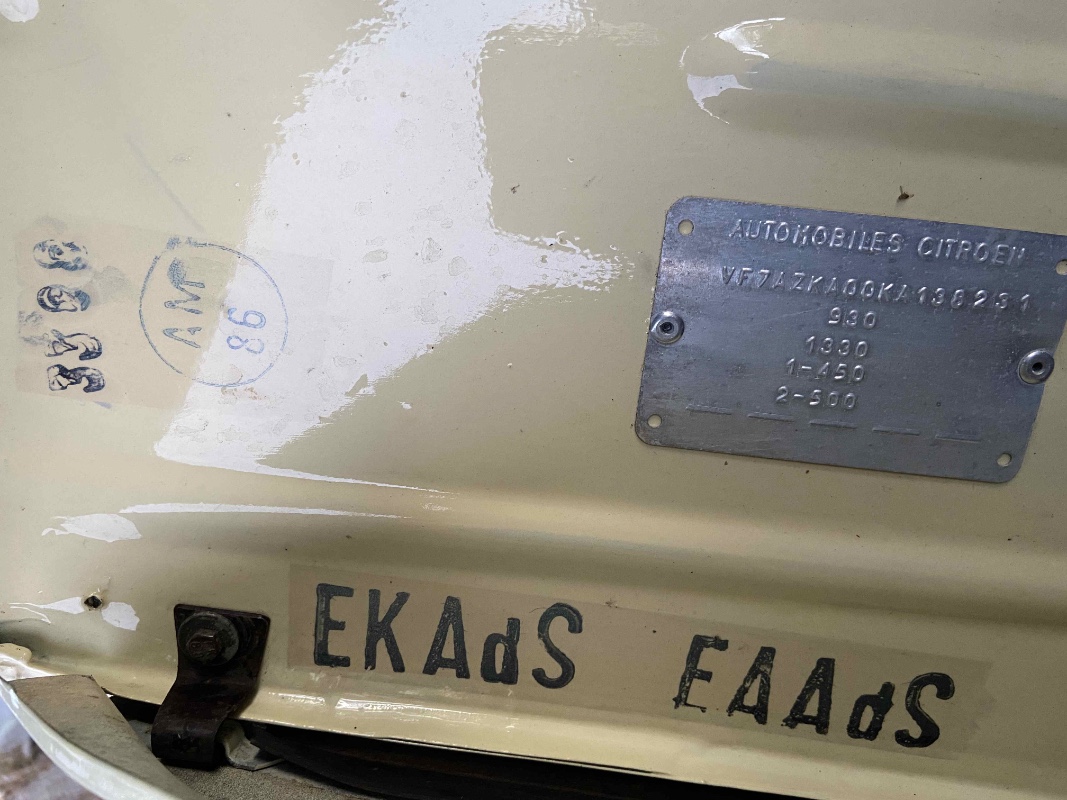 AUTOMOBILES CITROEN
VF7AZKA00KA138231
930
1330
1-450
2-500
AM
86
EKAdS EAAdS